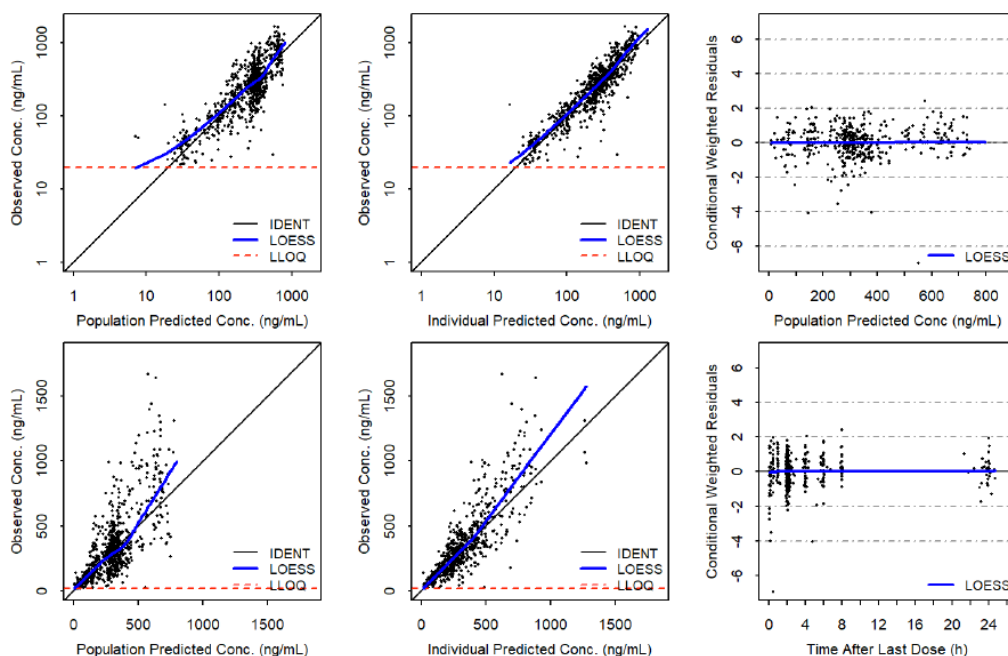 Observed Conc. (ng/mL)
1 10 100 1000
IDENT
LOESS
LLOQ
1 10 100 1000
Population Predicted Conc. (ng/mL)
Observed Conc. (ng/mL)
1 10 100 1000
IDENT
LOESS
LLOQ
1 10 100 1000
Individual Predicted Conc. (ng/mL)
Conditional Weighted Residuals
-6 -4 -2 0 2 4 6
LOESS
0 200 400 600 800
Population Predicted Conc (ng/mL)
Observed Conc. (ng/mL)
0 500 1000 1500
IDENT
LOESS
LLOQ
0 500 1000 1500
Population Predicted Conc. (ng/mL)
Observed Conc. (ng/mL)
0 500 1000 1500
IDENT
LOESS
LLOQ
0 500 1000 1500
Individual Predicted Conc. (ng/mL)
Conditional Weighted Residuals
-6 -4 -2 0 2 4 6
LOESS
0 4 8 12 16 20 24
Time After Last Dose (h)